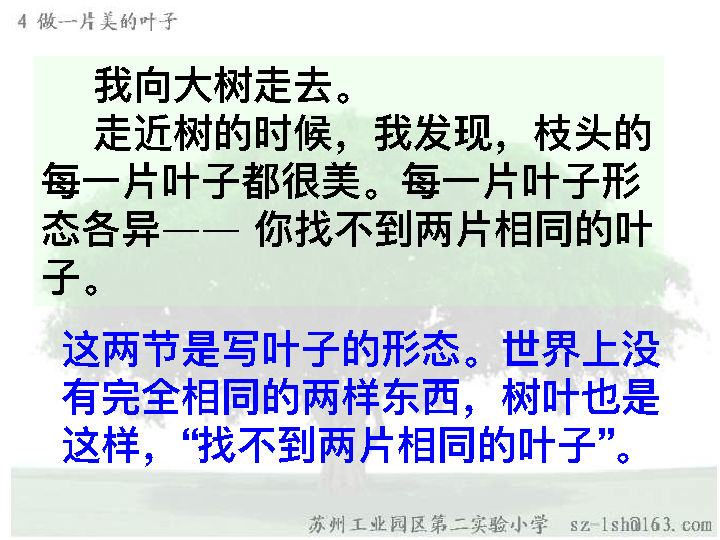 4 做一片美的叶子
我向大树走去。
走近树的时候，我发现，枝头的
每一片叶子都很美。每一片叶子形
态各异—— 你找不到两片相同的叶
子。
这两节是写叶子的形态。世界上没
有完全相同的两样东西，树叶也是
这样，“找不到两片相同的叶子”。
苏州工业园区第二实验小学 sz-lsh@163.com